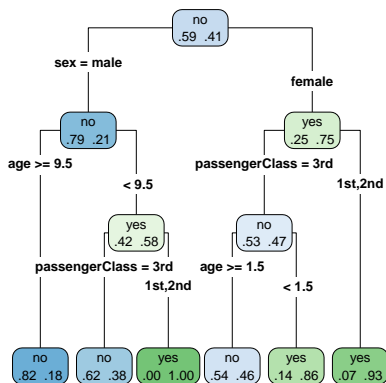 no
.59 .41
sex = male
female
no
.79 .21
yes
.25 .75
age >= 9.5
passengerClass = 3rd
< 9.5
1st,2nd
yes
.42 .58
no
.53 .47
passengerClass = 3rd
age >= 1.5
1st,2nd
< 1.5
no
.82 .18
no
.62 .38
yes
.00 1.00
no
.54 .46
yes
.14 .86
yes
.07 .93